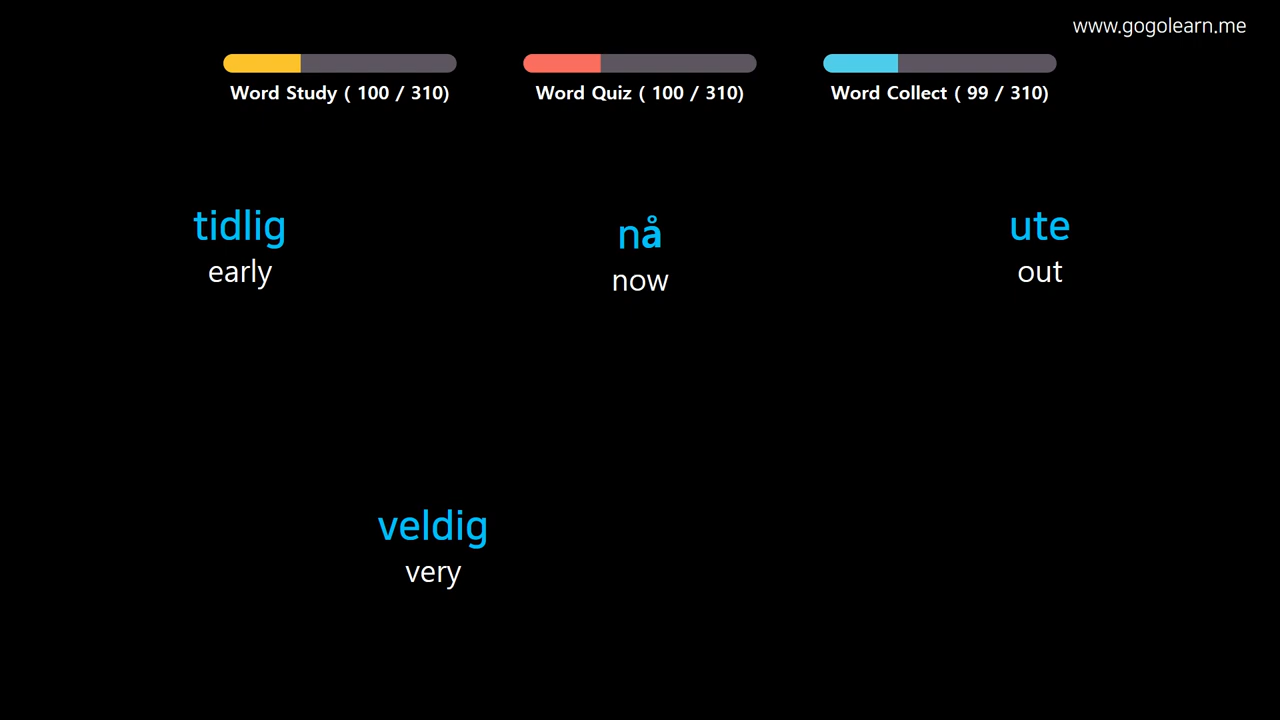 www.gogolearn.me
Word Study ( 100 / 310)
Word Quiz ( 100 / 310)
Word Collect ( 99 / 310)
tidlig
early
nå
now
ute
out
veldig
very